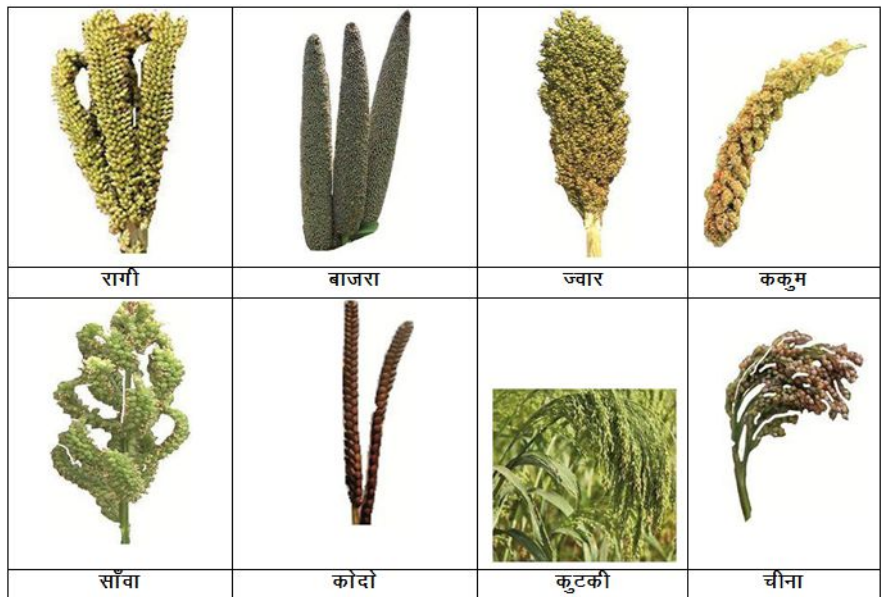 रागी
बाजरा
ज्वार
ककुम
साँवा
कोदो
कुटकी
चीना